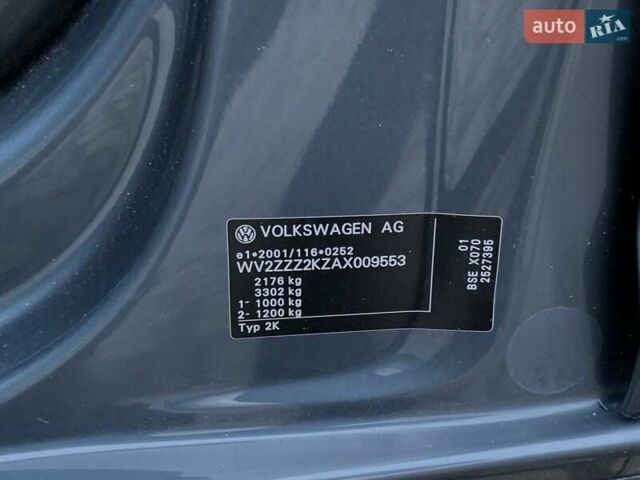 auto RIA.com
VOLKSWAGEN AG
e1*2001/116*0252
WV2ZZZ2KZAX009553
2176 kg
3302 kg
1- 1000 kg
2- 1200 kg
Typ 2K
01
BSE X070
2527395